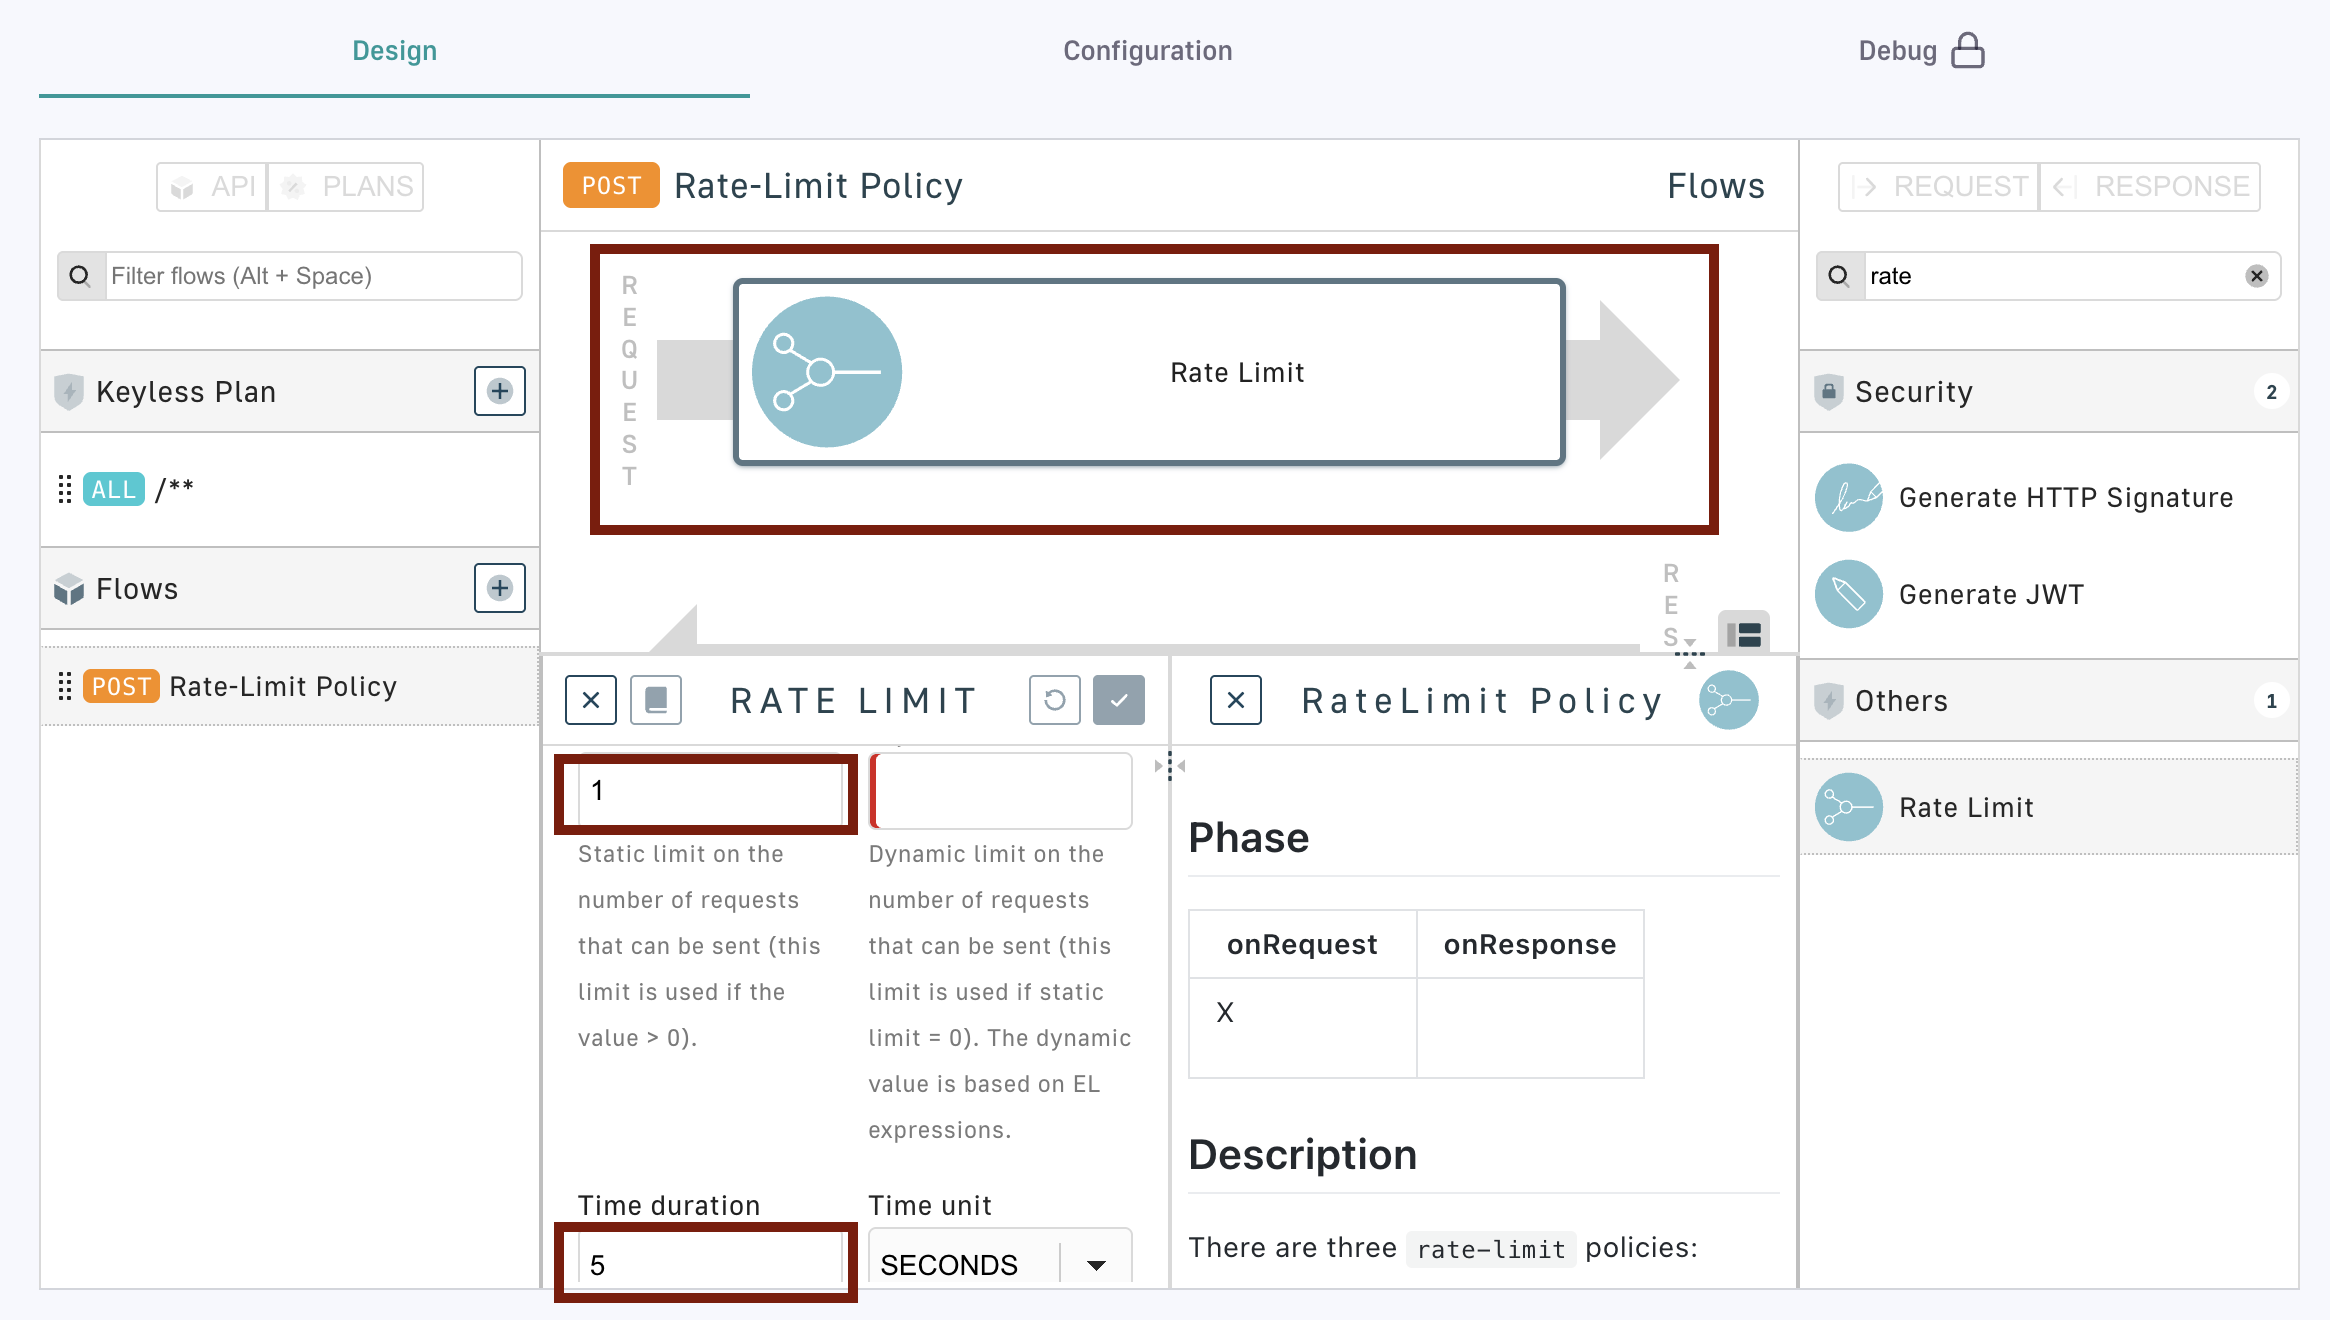 Design
Configuration
Debug
API
PLANS
Filter flows (Alt + Space)
Keyless Plan
ALL /**
Flows
POST Rate-Limit Policy
POST Rate-Limit Policy
Flows
REQUEST
Rate Limit
RES
RATE LIMIT
1
Static limit on the
number of requests
that can be sent (this
limit is used if the
value > 0).
Dynamic limit on the
number of requests
that can be sent (this
limit is used if static
limit = 0). The dynamic
value is based on EL
expressions.
Time duration
5
Time unit
SECONDS
RateLimit Policy
Phase
onRequest onResponse
X
Description
There are three rate-limit policies:
REQUEST
RESPONSE
rate
Security 2
Generate HTTP Signature
Generate JWT
Others 1
Rate Limit